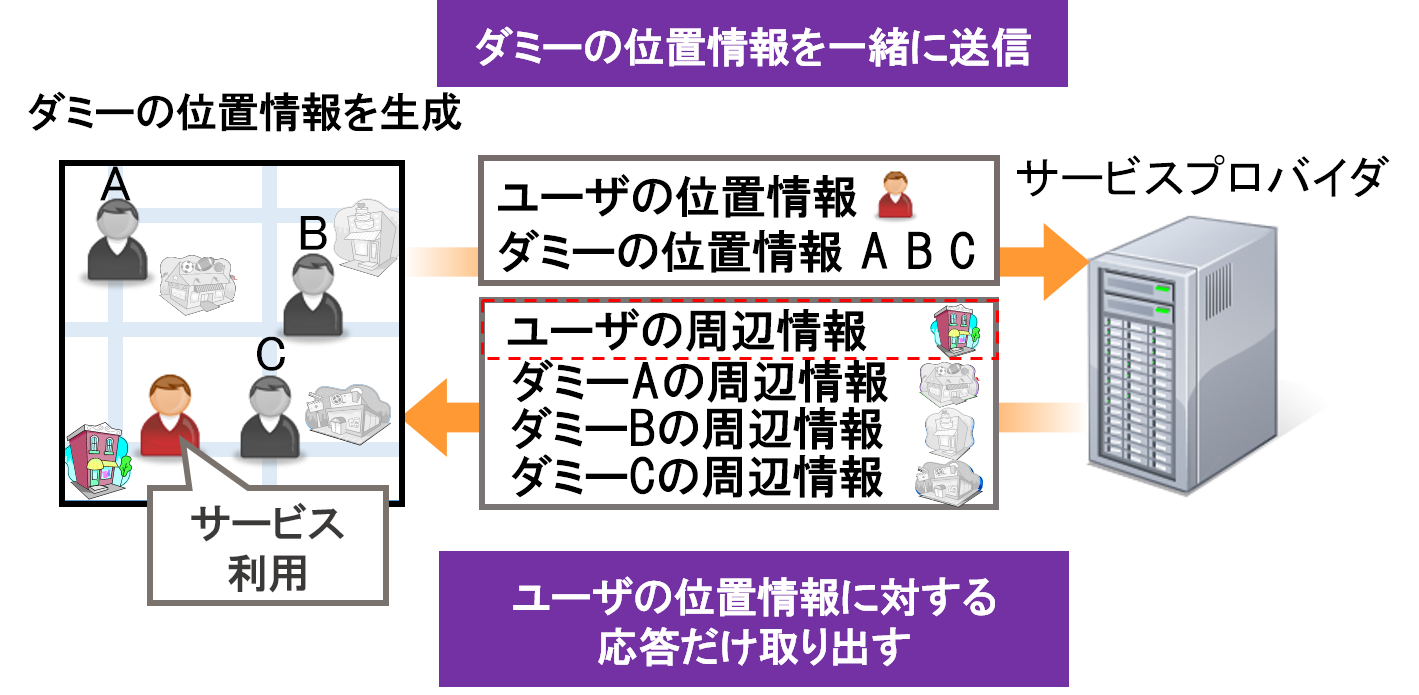 ダミーの位置情報を一緒に送信
ダミーの位置情報を生成
A
B
C
サービス
利用
ユーザの位置情報
ダミーの位置情報 A B C
サービスプロバイダ
ユーザの周辺情報
ダミーAの周辺情報
ダミーBの周辺情報
ダミーCの周辺情報
ユーザの位置情報に対する
応答だけ取り出す